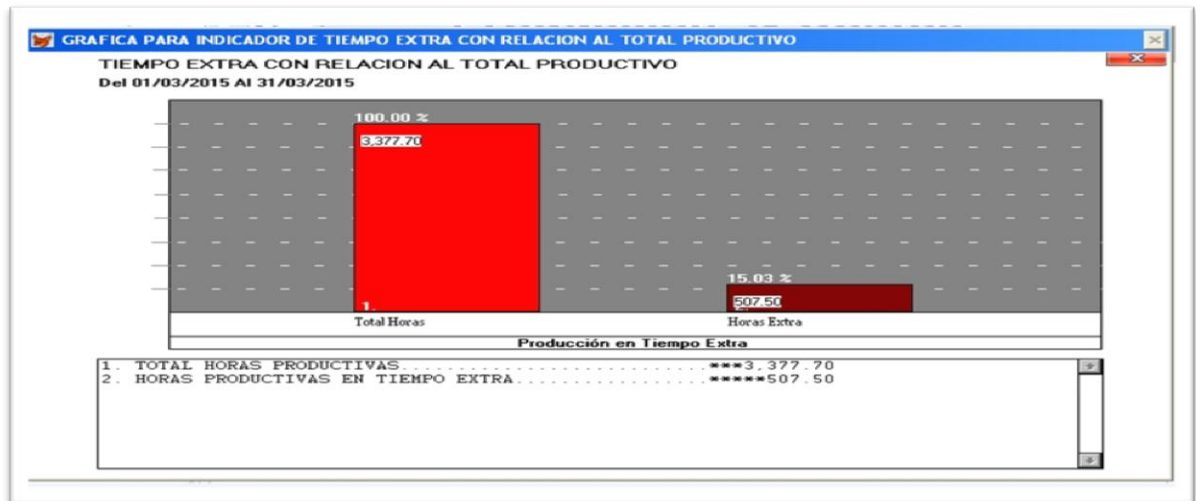 GRAFICA PARA INDICADOR DE TIEMPO EXTRA CON RELACION AL TOTAL PRODUCTIVO
TIEMPO EXTRA CON RELACION AL TOTAL PRODUCTIVO
Del 01/03/2015 Al 31/03/2015
100.00 %
3,377.70
15.03 %
507.50
1.
Total Horas
Horas Extra
Producción en Tiempo Extra
1. TOTAL HORAS PRODUCTIVAS..........................***3,377.70
2. HORAS PRODUCTIVAS EN TIEMPO EXTRA................*****507.50